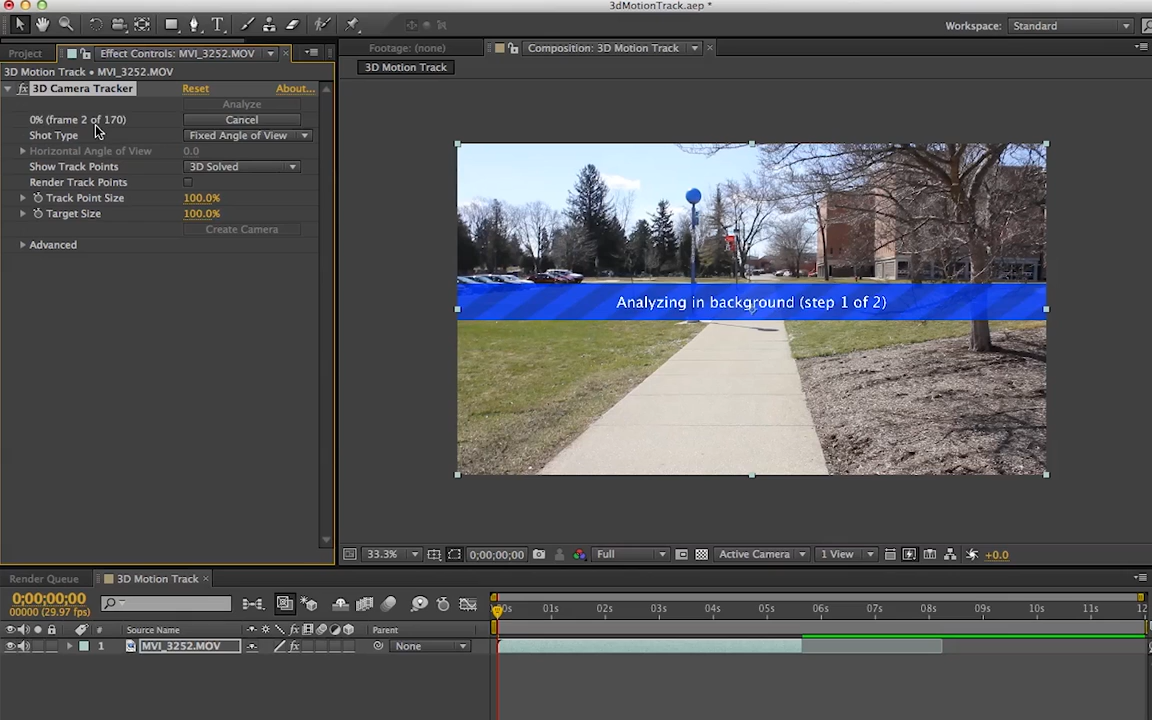 3dMotionTrack.aep *
Workspace: Standard
Project
Effect Controls: MVI_3252.MOV
Footage: (none)
Composition: 3D Motion Track
3D Motion Track • MVI_3252.MOV
3D Motion Track
fx 3D Camera Tracker Reset About...
Analyze
0% (frame 2 of 170) Cancel
Shot Type Fixed Angle of View
Horizontal Angle of View 0.0
Show Track Points 3D Solved
Render Track Points
Track Point Size 100.0%
Target Size 100.0%
Create Camera
Advanced
Analyzing in background (step 1 of 2)
33.3% 0;00;00;00 Full Active Camera 1 View +0.0
Render Queue 3D Motion Track
0;00;00;00
00000 (29.97 fps)
00s 01s 02s 03s 04s 05s 06s 07s 08s 09s 10s 11s 12
# Source Name fx Parent
1 MVI_3252.MOV fx None